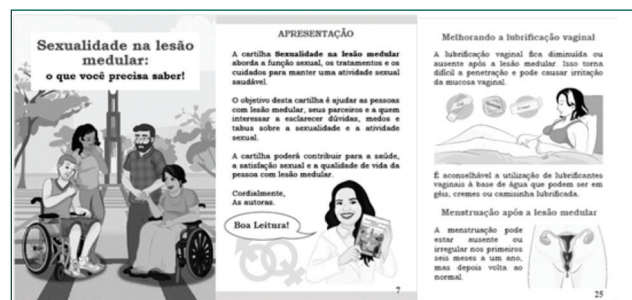 Sexualidade na lesão
medular:
o que você precisa saber!
APRESENTAÇÃO
A cartilha Sexualidade na lesão medular
aborda a função sexual, os tratamentos e os
cuidados para manter uma atividade sexual
saudável.
O objetivo desta cartilha é ajudar as pessoas
com lesão medular, seus parceiros e a quem
interessar a esclarecer dúvidas, medos e
tabus sobre a sexualidade e a atividade
sexual.
A cartilha poderá contribuir para a saúde,
a satisfação sexual e a qualidade de vida da
pessoa com lesão medular.
Cordialmente,
As autoras.
Boa Leitura!
7
Melhorando a lubrificação vaginal
A lubrificação vaginal fica diminuída ou
ausente após a lesão medular. Isso torna
difícil a penetração e pode causar irritação
da mucosa vaginal.
É aconselhável a utilização de lubrificantes
vaginais à base de água que podem ser em
géis, cremes ou camisinha lubrificada.
Menstruação após a lesão medular
A menstruação pode
estar ausente ou
irregular nos primeiros
seis meses a um ano,
mas depois volta ao
normal.
25